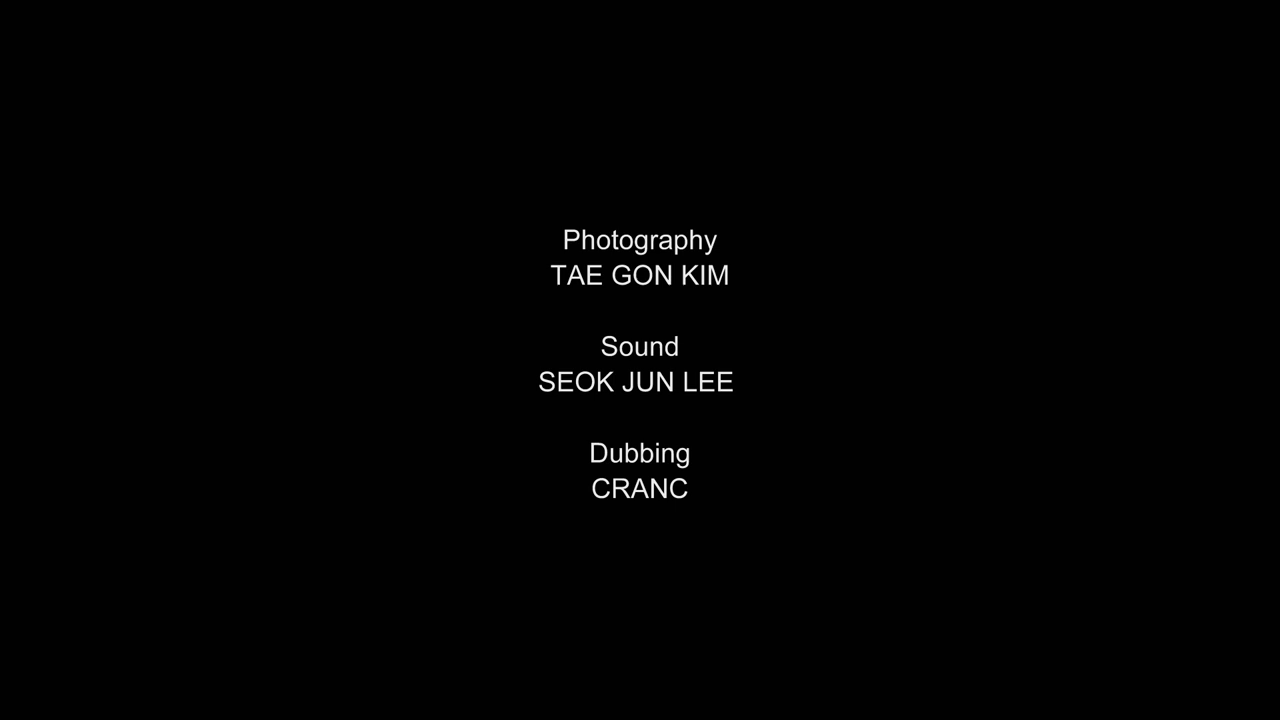 Photography
TAE GON KIM
Sound
SEOK JUN LEE
Dubbing
CRANC